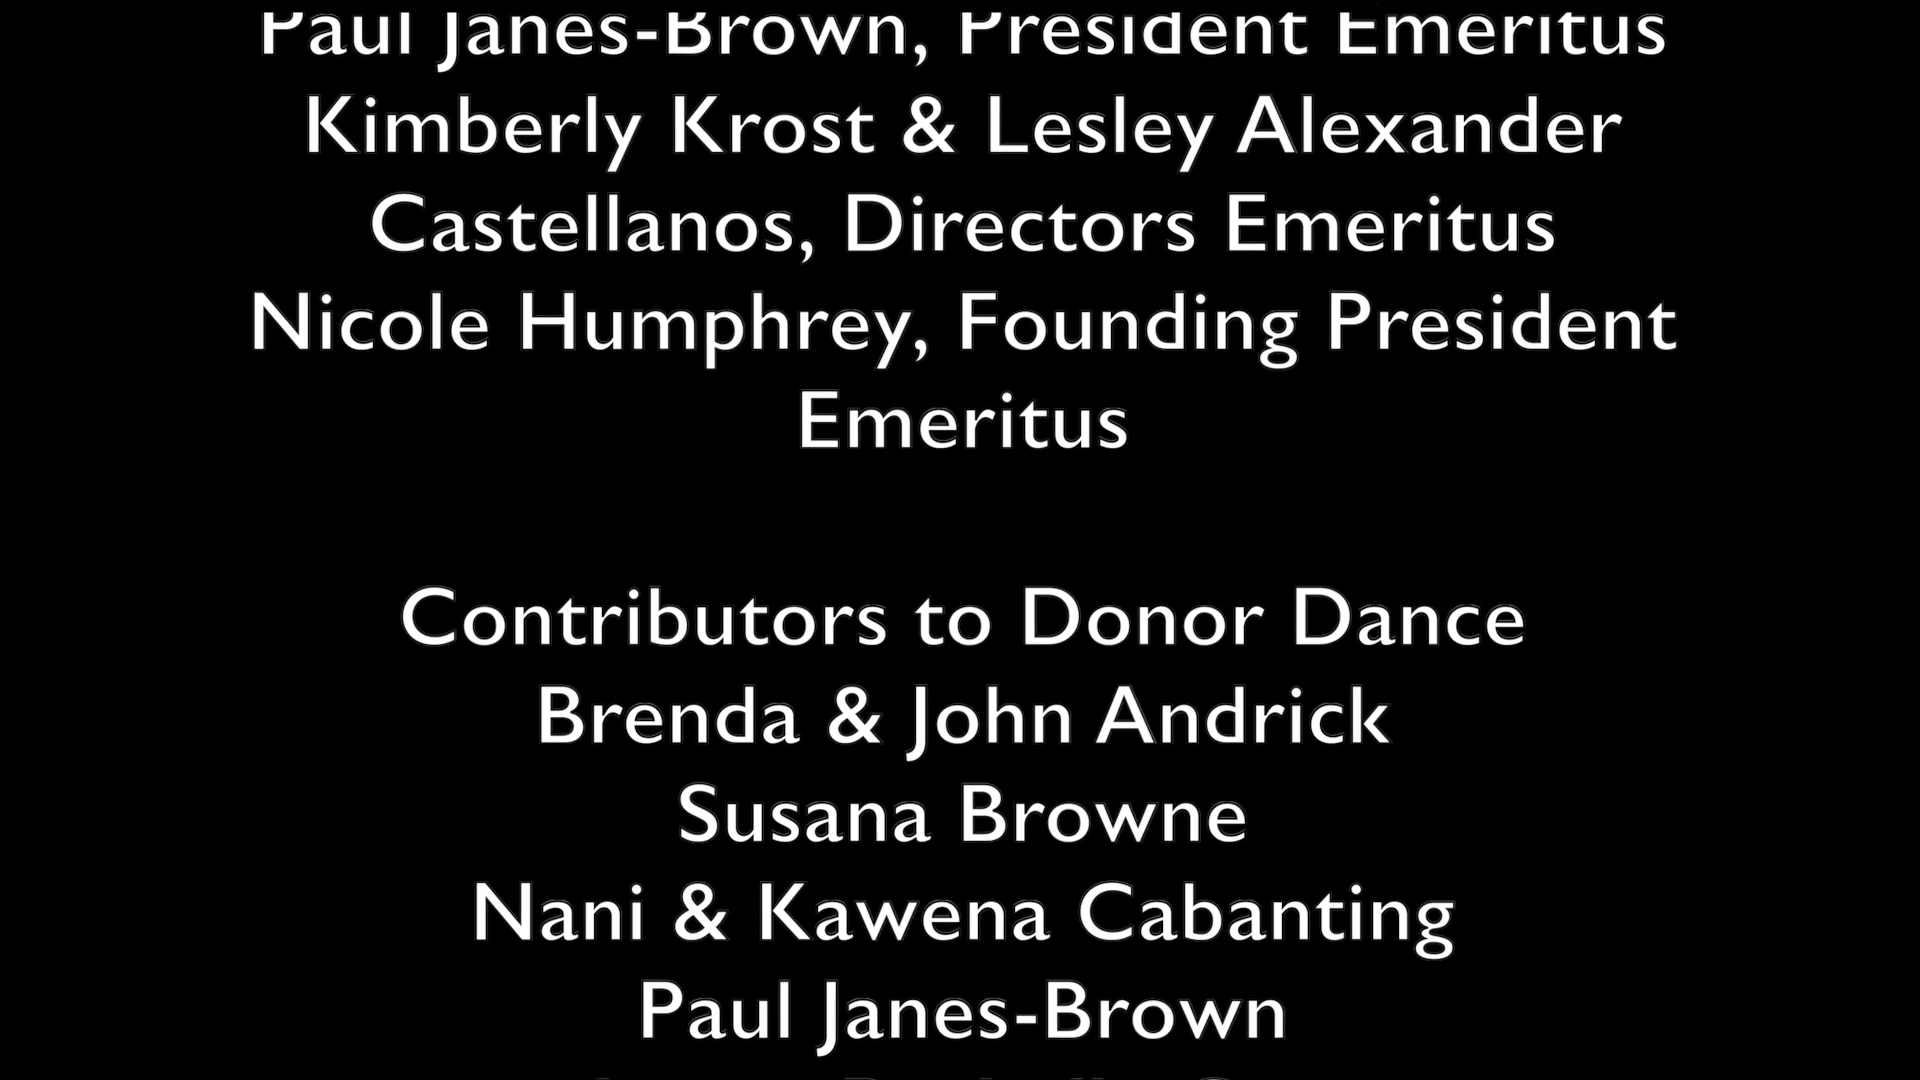 Paul Janes-Brown, President Emeritus
Kimberly Krost & Lesley Alexander
Castellanos, Directors Emeritus
Nicole Humphrey, Founding President
Emeritus
Contributors to Donor Dance
Brenda & John Andrick
Susana Browne
Nani & Kawena Cabanting
Paul Janes-Brown